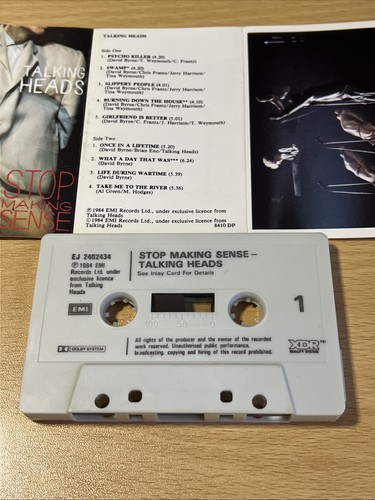 TALKING
HEADS
STOP
MAKING
SENSE
TALKING HEADS
Side One
1. PSYCHO KILLER (4.20)
(David Byrne/T. Weymouth/C. Frantz)
2. SWAMP* (4.20)
(David Byrne/Chris Frantz/Jerry Harrison/
Tina Weymouth)
3. SLIPPERY PEOPLE (4.01)
(David Byrne/Chris Frantz/Jerry Harrison/
Tina Weymouth)
4. BURNING DOWN THE HOUSE** (4.10)
(David Byrne/Chris Frantz/Jerry Harrison/
Tina Weymouth)
5. GIRLFRIEND IS BETTER (5.01)
(David Byrne/C. Frantz/J. Harrison/T. Weymouth)
Side Two
1. ONCE IN A LIFETIME (5.20)
(David Byrne/Brian Eno/Talking Heads)
2. WHAT A DAY THAT WAS*** (6.24)
(David Byrne)
3. LIFE DURING WARTIME (5.39)
(David Byrne)
4. TAKE ME TO THE RIVER (5.36)
(Al Green/M. Hodges)
℗ 1984 EMI Records Ltd., under exclusive licence from
Talking Heads
© 1984 EMI Records Ltd., under exclusive licence from
Talking Heads 8410 DP
EJ 2402434
℗ 1984 EMI
Records Ltd. under
exclusive licence
from Talking
Heads
EMI
STOP MAKING SENSE –
TALKING HEADS
See Inlay Card For Details
1
100 50 0
DOLBY SYSTEM
All rights of the producer and the owner of the recorded
work reserved. Unauthorised public performance,
broadcasting, copying and hiring of this record prohibited.
XDR™
QUALITY SYSTEM